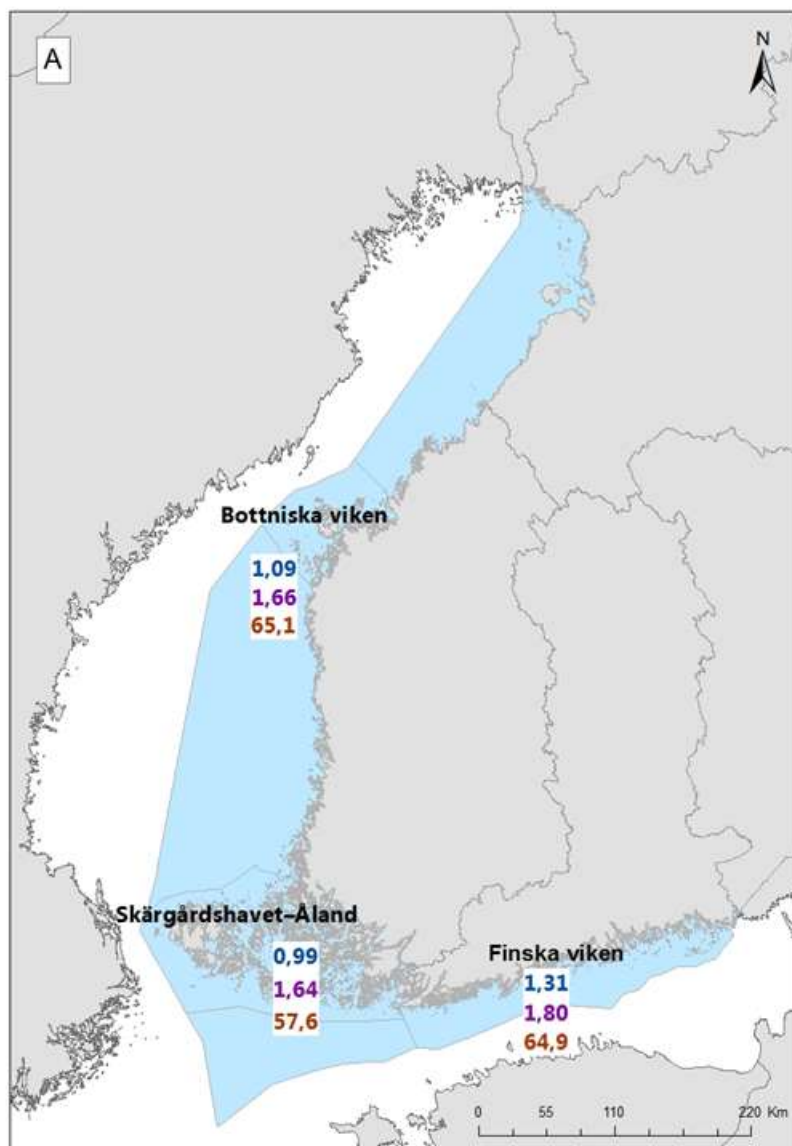 A
N
Bottniska viken
1,09
1,66
65,1
Skärgårdshavet–Åland
0,99
1,64
57,6
Finska viken
1,31
1,80
64,9
0 55 110 220 Km